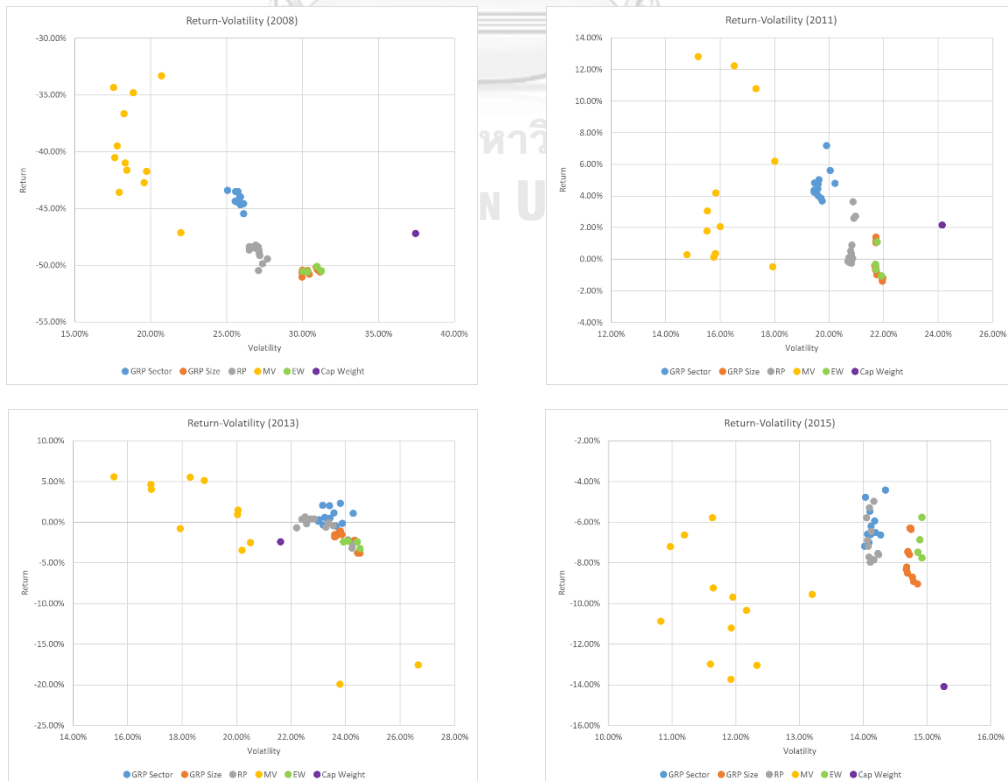 Return-Volatility (2008)
-30.00%
-35.00%
-40.00%
-45.00%
-50.00%
-55.00%
Return
15.00% 20.00% 25.00% 30.00% 35.00% 40.00%
Volatility
GRP Sector GRP Size RP MV EW Cap Weight
Return-Volatility (2011)
14.00%
12.00%
10.00%
8.00%
6.00%
4.00%
2.00%
0.00%
-2.00%
-4.00%
Return
12.00% 14.00% 16.00% 18.00% 20.00% 22.00% 24.00% 26.00%
Volatility
GRP Sector GRP Size RP MV EW Cap Weight
หาวิ
N U
Return-Volatility (2013)
10.00%
5.00%
0.00%
-5.00%
-10.00%
-15.00%
-20.00%
-25.00%
Return
14.00% 16.00% 18.00% 20.00% 22.00% 24.00% 26.00% 28.00%
Volatility
GRP Sector GRP Size RP MV EW Cap Weight
Return-Volatility (2015)
-2.00%
-4.00%
-6.00%
-8.00%
-10.00%
-12.00%
-14.00%
-16.00%
Return
10.00% 11.00% 12.00% 13.00% 14.00% 15.00% 16.00%
Volatility
GRP Sector GRP Size RP MV EW Cap Weight